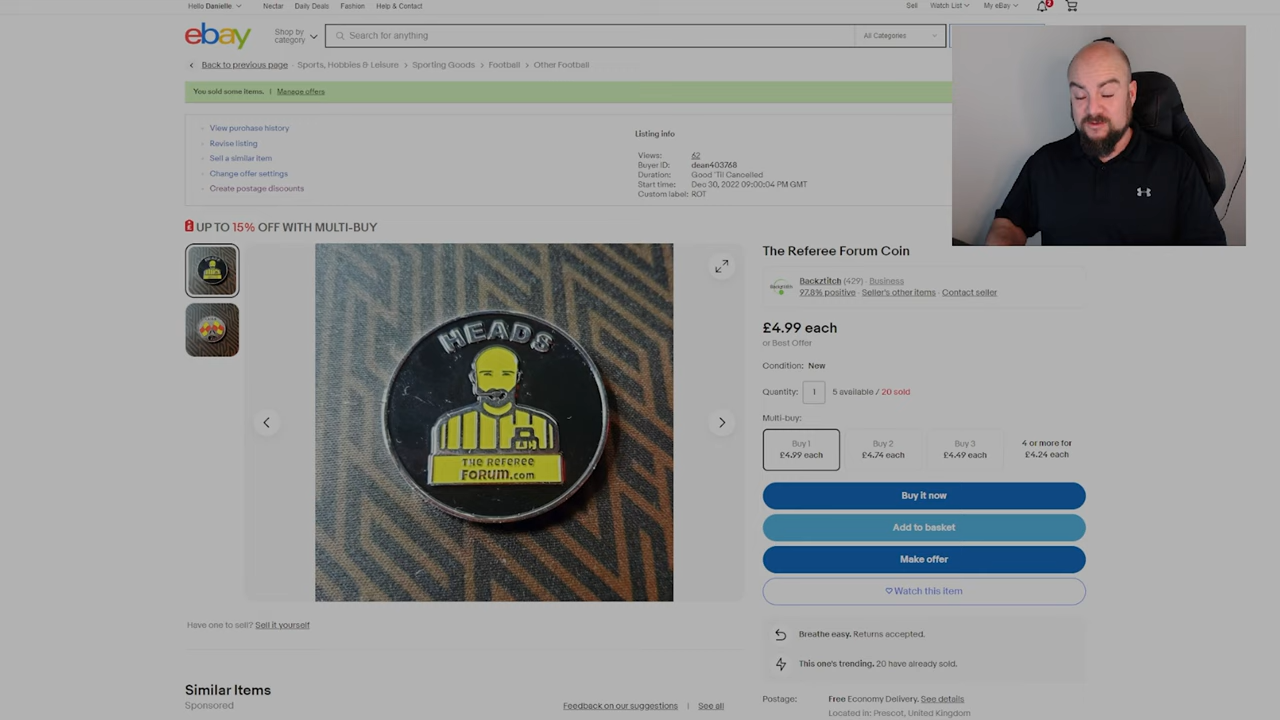 Hello Danielle
Nectar
Daily Deals
Fashion
Help & Contact
Sell
Watch List
My eBay
2
ebay
Shop by
category
Search for anything
All Categories
Back to previous page
Sports, Hobbies & Leisure
Sporting Goods
Football
Other Football
You sold some items. | Manage offers
View purchase history
Revise listing
Sell a similar item
Change offer settings
Create postage discounts
Listing info
Views: 62
Buyer ID: dean403768
Duration: Good 'Til Cancelled
Start time: Dec 30, 2022 09:00:04 PM GMT
Custom label: ROT
UP TO 15% OFF WITH MULTI-BUY
HEADS
THE REFEREE
FORUM.com
Have one to sell? Sell it yourself
Similar Items
Sponsored
Feedback on our suggestions | See all
The Referee Forum Coin
Backztitch (429) · Business
97.8% positive · Seller's other items · Contact seller
£4.99 each
or Best Offer
Condition: New
Quantity: 1 5 available / 20 sold
Multi-buy:
Buy 1
£4.99 each
Buy 2
£4.74 each
Buy 3
£4.49 each
4 or more for
£4.24 each
Buy it now
Add to basket
Make offer
Watch this item
Breathe easy. Returns accepted.
This one's trending. 20 have already sold.
Postage: Free Economy Delivery. See details
Located in: Prescot, United Kingdom